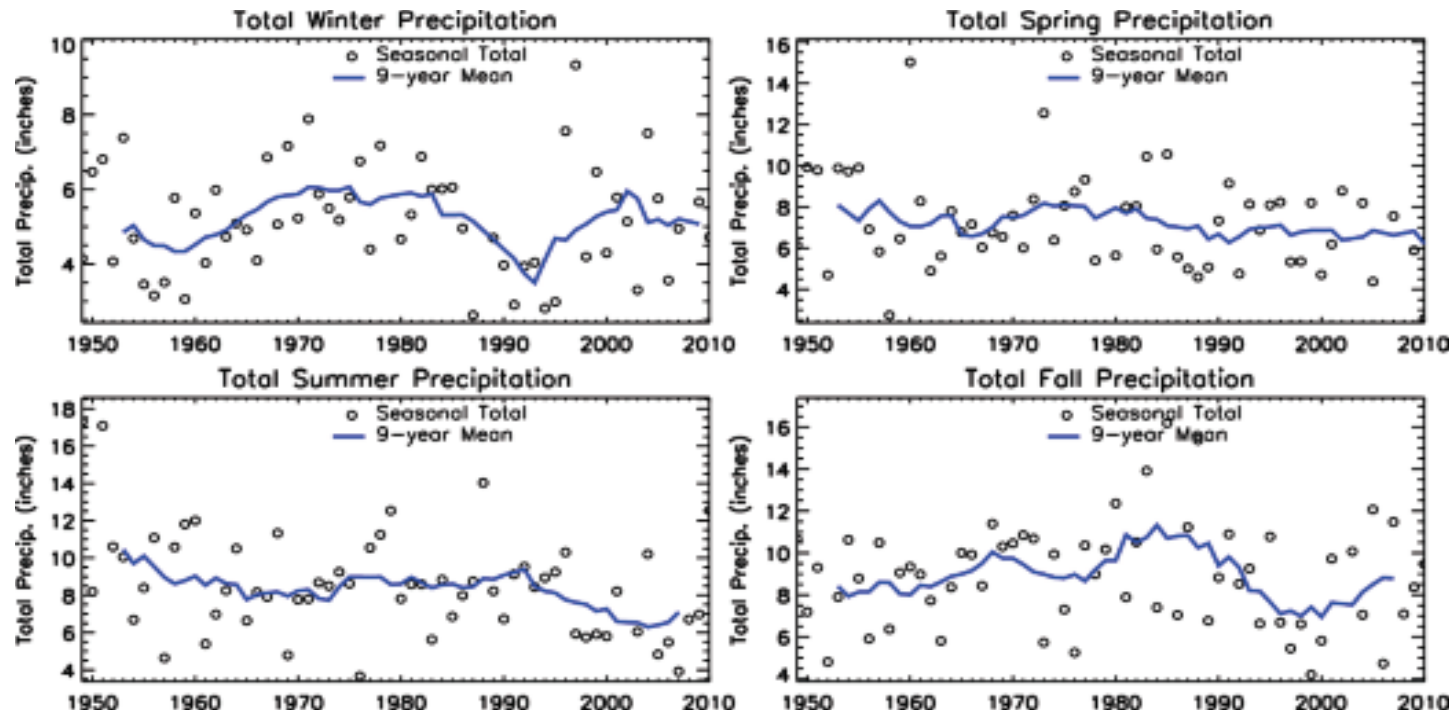 Total Winter Precipitation
Total Precip. (inches)
10
8
6
4
Seasonal Total
9-year Mean
1950 1960 1970 1980 1990 2000 2010
Total Spring Precipitation
Total Precip. (inches)
16
14
12
10
8
6
4
Seasonal Total
9-year Mean
1950 1960 1970 1980 1990 2000 2010
Total Summer Precipitation
Total Precip. (inches)
18
16
14
12
10
8
6
4
Seasonal Total
9-year Mean
1950 1960 1970 1980 1990 2000 2010
Total Fall Precipitation
Total Precip. (inches)
16
14
12
10
8
6
4
Seasonal Total
9-year Mean
1950 1960 1970 1980 1990 2000 2010